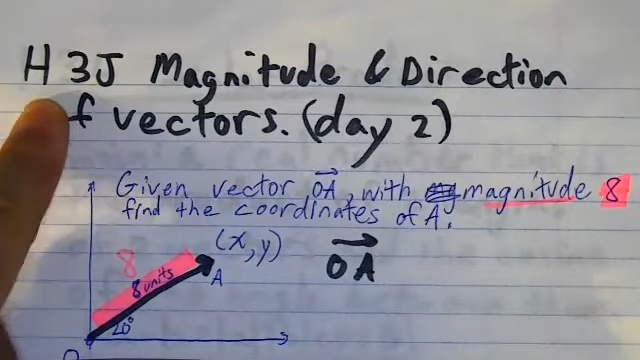 H 3J Magnitude & Direction
f vectors. (day 2)
Given vector OA, with magnitude 8
find the coordinates of A.
(x, y)
8
OA
8 units
A
20°
O